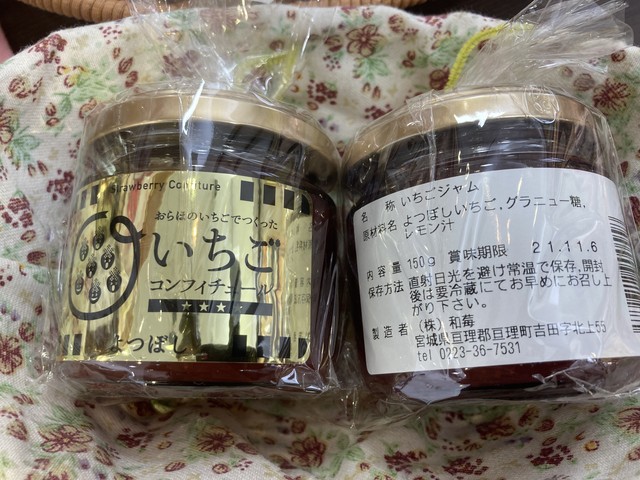 Strawberry Confiture
おらほのいちごでつくった
いちご
コンフィチュール
よつぼし
名 称 いちごジャム
原材料名 よつぼしいちご,グラニュー糖,
レモン汁
内容量 150g 賞味期限 21.11.6
保存方法 直射日光を避け常温で保存,開封
後は要冷蔵にてお早めにお召し上
がり下さい。
製造者 (株)和莓
宮城県亘理郡亘理町吉田字北上65
tel 0223-36-7531